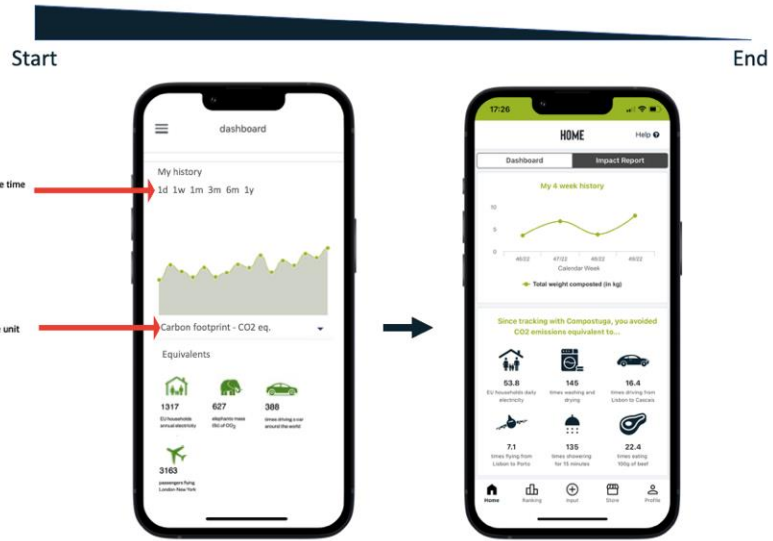 Start
End
e time
e unit
dashboard
My history
1d 1w 1m 3m 6m 1y
Carbon footprint - CO2 eq.
Equivalents
1317
EU households
annual electricity
627
elephants mass
(6t) of CO2
388
times driving a car
around the world
3163
passengers flying
London New York
17:26
HOME
Help
Dashboard
Impact Report
My 4 week history
10
5
0
46/22
47/22
48/22
49/22
Calendar Week
Total weight composted (in kg)
Since tracking with Compostuga, you avoided
CO2 emissions equivalent to...
53.8
EU households daily
electricity
145
times washing and
drying
16.4
times driving from
Lisbon to Cascais
7.1
times flying from
Lisbon to Porto
135
times showering
for 15 minutes
22.4
times eating
100g of beef
Home
Ranking
Input
Store
Profile